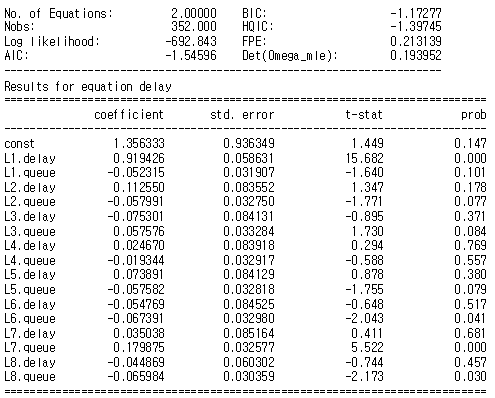 No. of Equations:         2.00000    BIC:                   -1.17277
Nobs:                     352.000    HQIC:                  -1.39745
Log likelihood:          -692.843    FPE:                   0.213139
AIC:                     -1.54596    Det(Omega_mle):        0.193952
--------------------------------------------------------------------
Results for equation delay
===========================================================================
              coefficient       std. error           t-stat            prob
---------------------------------------------------------------------------
const            1.356333         0.936349            1.449           0.147
L1.delay         0.919426         0.058631           15.682           0.000
L1.queue        -0.052315         0.031907           -1.640           0.101
L2.delay         0.112550         0.083552            1.347           0.178
L2.queue        -0.057991         0.032750           -1.771           0.077
L3.delay        -0.075301         0.084131           -0.895           0.371
L3.queue         0.057576         0.033284            1.730           0.084
L4.delay         0.024670         0.083918            0.294           0.769
L4.queue        -0.019344         0.032917           -0.588           0.557
L5.delay         0.073891         0.084129            0.878           0.380
L5.queue        -0.057582         0.032818           -1.755           0.079
L6.delay        -0.054769         0.084525           -0.648           0.517
L6.queue        -0.067391         0.032980           -2.043           0.041
L7.delay         0.035038         0.085164            0.411           0.681
L7.queue         0.179875         0.032577            5.522           0.000
L8.delay        -0.044869         0.060302           -0.744           0.457
L8.queue        -0.065984         0.030359           -2.173           0.030
===========================================================================